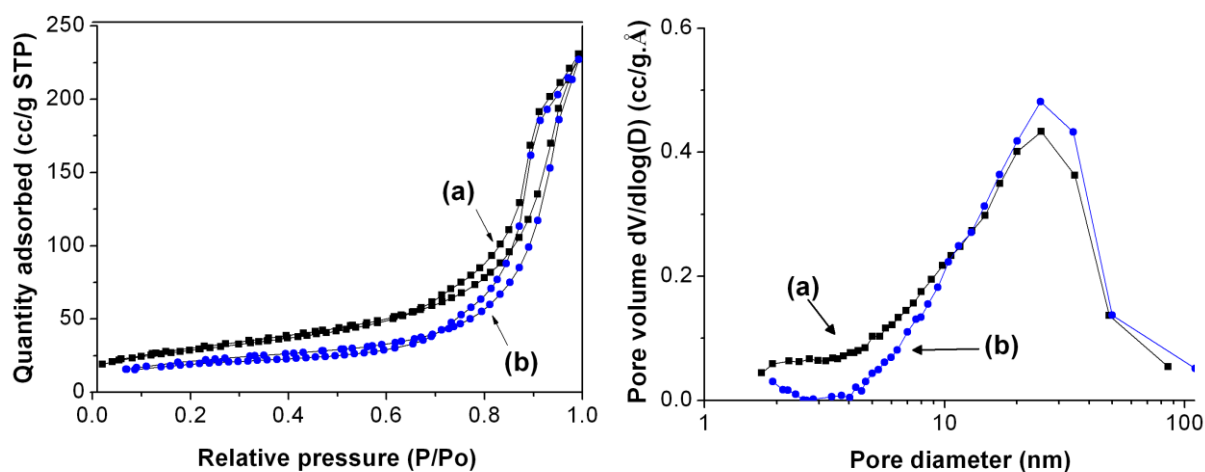 Quantity adsorbed (cc/g STP)
250
200
150
100
50
0
0.0
0.2
0.4
0.6
0.8
1.0
Relative pressure (P/Po)
(a)
(b)
Pore volume dV/dlog(D) (cc/g.Å)
0.6
0.4
0.2
0.0
1
10
100
Pore diameter (nm)
(a)
(b)